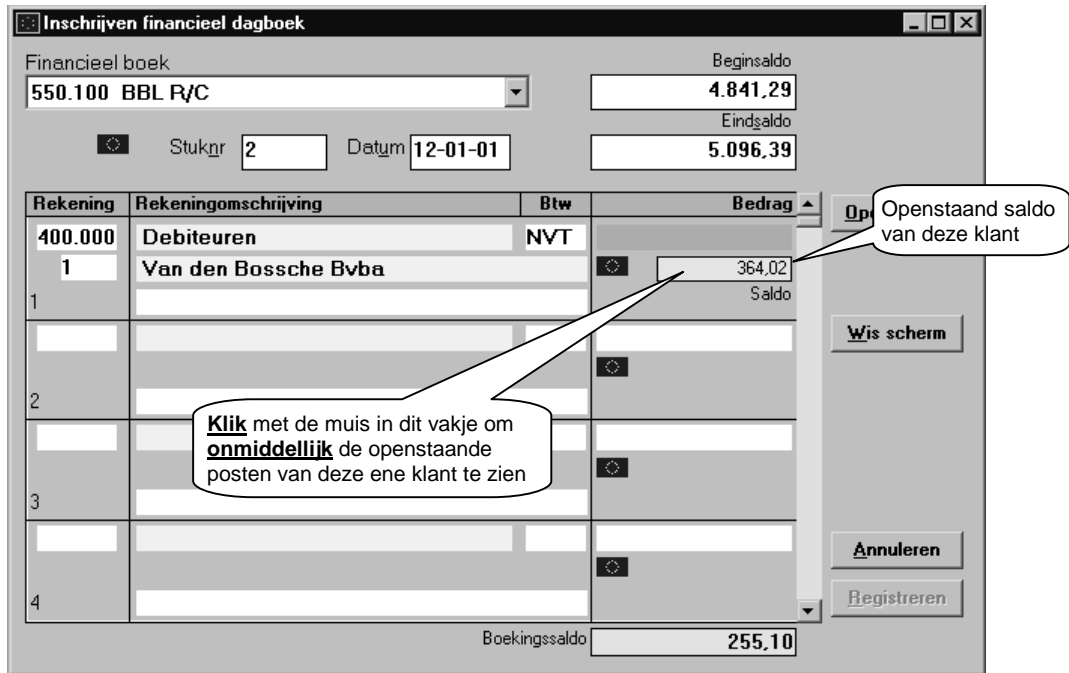 Inschrijven financieel dagboek
Financieel boek
Beginsaldo
550.100 BBL R/C
4.841,29
Eindsaldo
Stuknr 2 Datum 12-01-01
5.096,39
Rekening Rekeningomschrijving Btw Bedrag
400.000 Debiteuren NVT
1 Van den Bossche Bvba 364,02
1 Saldo
Openstaand saldo
van deze klant
Wis scherm
2
Klik met de muis in dit vakje om
onmiddellijk de openstaande
posten van deze ene klant te zien
3
Annuleren
4
Registreren
Boekingssaldo 255,10